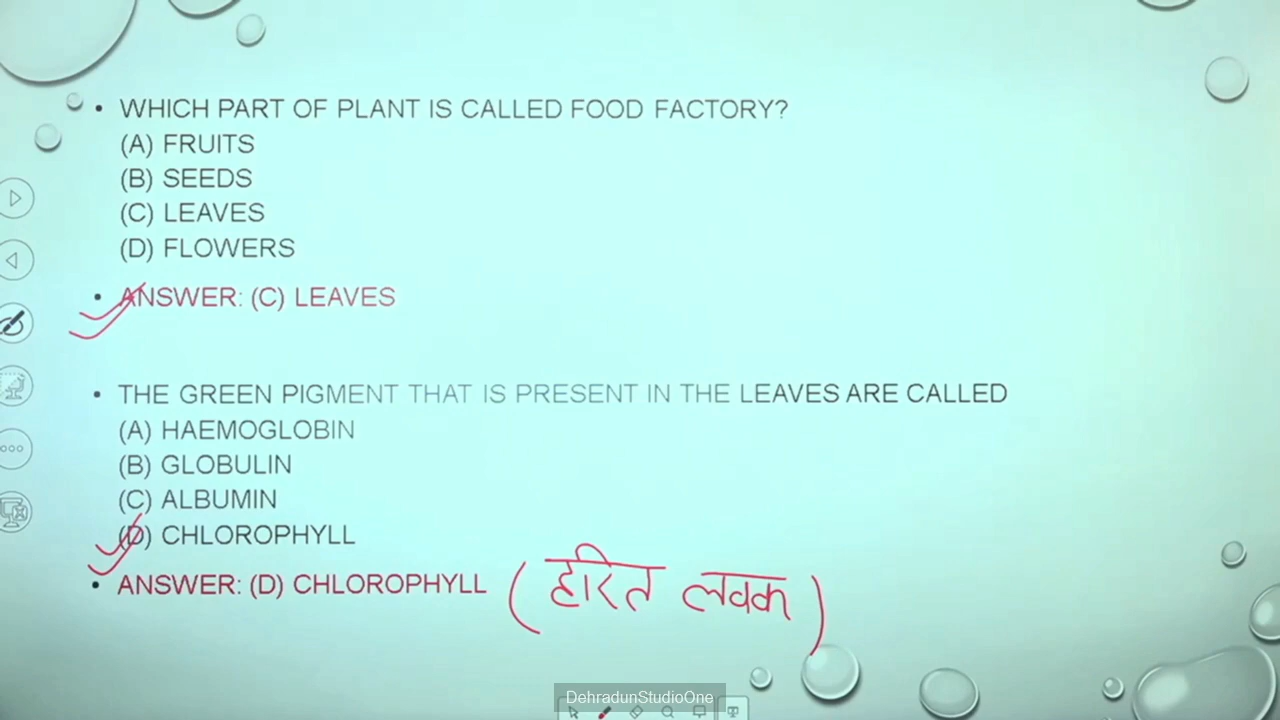 • WHICH PART OF PLANT IS CALLED FOOD FACTORY?
(A) FRUITS
(B) SEEDS
(C) LEAVES
(D) FLOWERS
• ANSWER: (C) LEAVES
• THE GREEN PIGMENT THAT IS PRESENT IN THE LEAVES ARE CALLED
(A) HAEMOGLOBIN
(B) GLOBULIN
(C) ALBUMIN
(D) CHLOROPHYLL
• ANSWER: (D) CHLOROPHYLL (हरित लवक)
DehradunStudioOne